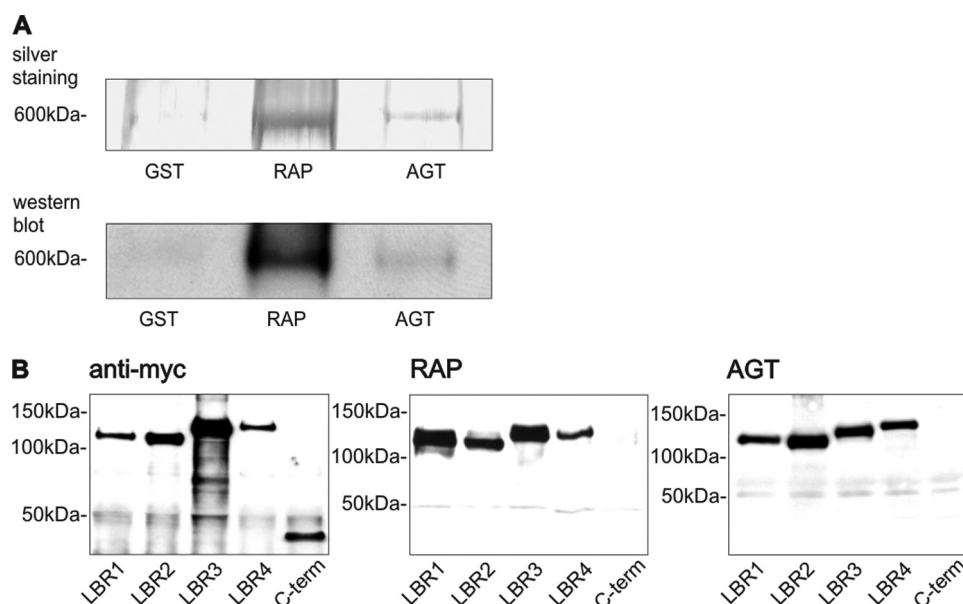 A
silver
staining
600kDa-
GST RAP AGT
western
blot
600kDa-
GST RAP AGT
B anti-myc RAP AGT
150kDa- 150kDa- 150kDa-
100kDa- 100kDa- 100kDa-
50kDa- 50kDa- 50kDa-
LBR1 LBR2 LBR3 LBR4 C-term LBR1 LBR2 LBR3 LBR4 C-term LBR1 LBR2 LBR3 LBR4 C-term